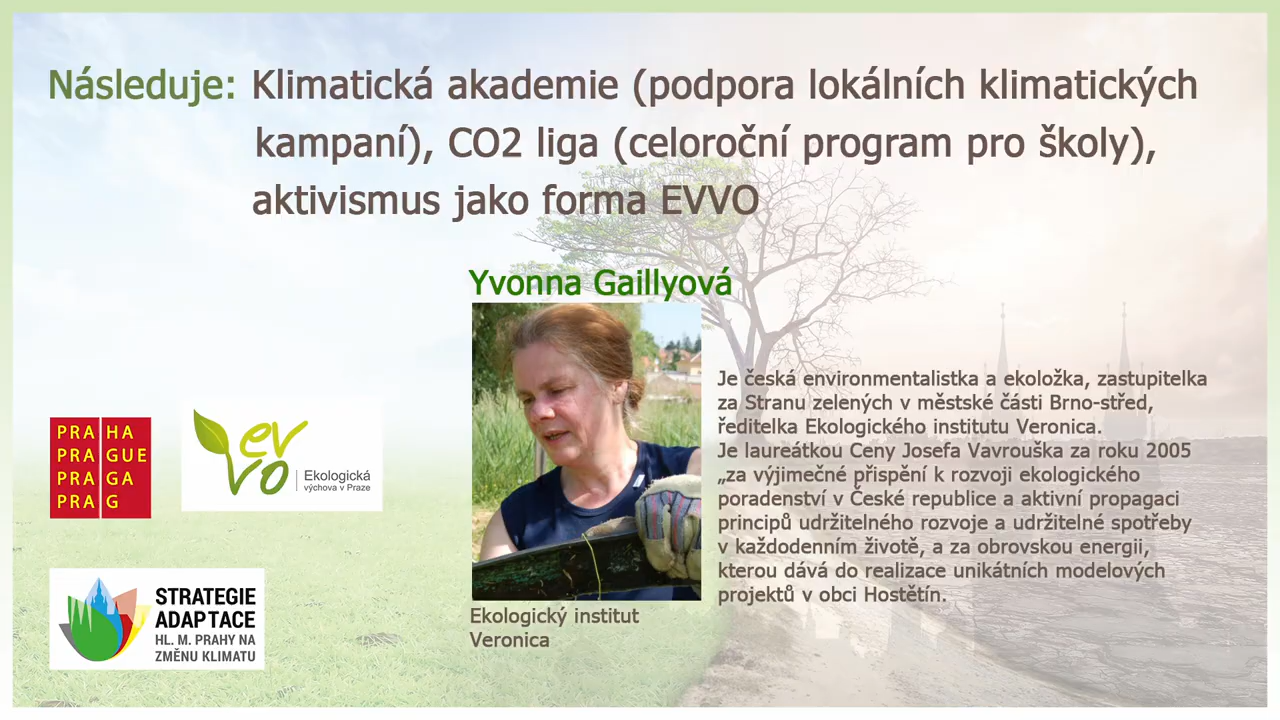 Následuje: Klimatická akademie (podpora lokálních klimatických
kampaní), CO2 liga (celoroční program pro školy),
aktivismus jako forma EVVO
Yvonna Gaillyová
Je česká environmentalistka a ekoložka, zastupitelka
za Stranu zelených v městské části Brno-střed,
ředitelka Ekologického institutu Veronica.
Je laureátkou Ceny Josefa Vavrouška za roku 2005
„za výjimečné přispění k rozvoji ekologického
poradenství v České republice a aktivní propagaci
principů udržitelného rozvoje a udržitelné spotřeby
v každodenním životě, a za obrovskou energii,
kterou dává do realizace unikátních modelových
projektů v obci Hostětín.
Ekologický institut
Veronica
PRA HA
PRA GUE
PRA GA
PRA G
evvo
Ekologická
výchova v Praze
STRATEGIE
ADAPTACE
HL. M. PRAHY NA
ZMĚNU KLIMATU